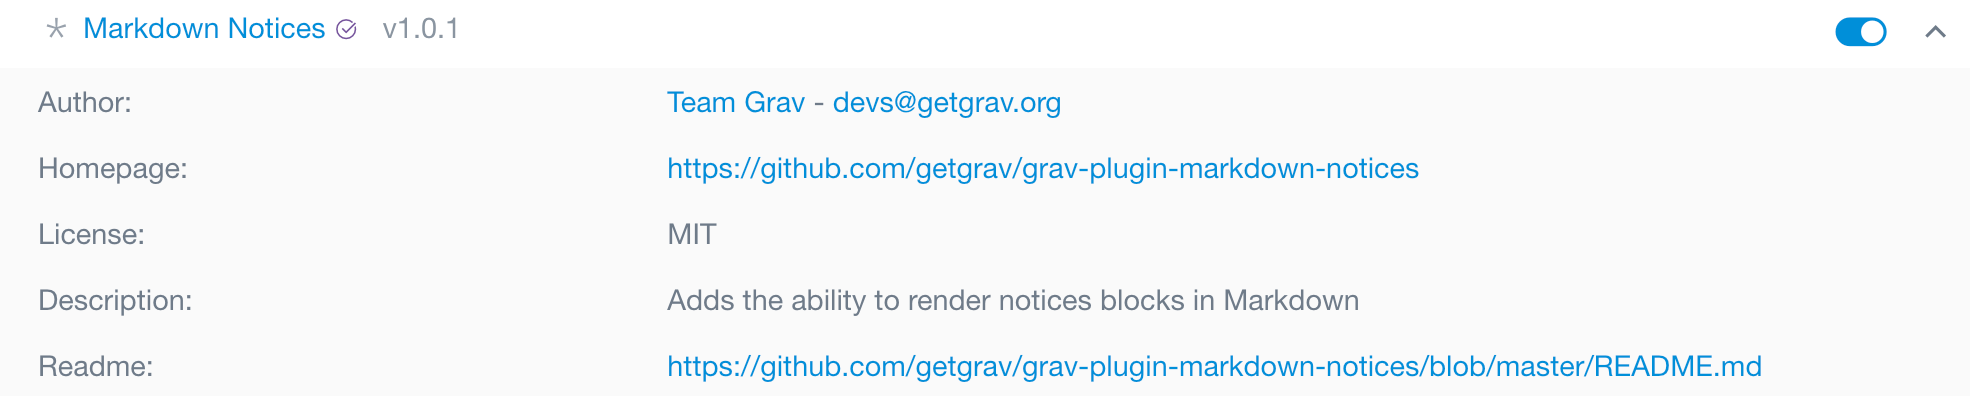 Markdown Notices v1.0.1
Author: Team Grav - devs@getgrav.org
Homepage: https://github.com/getgrav/grav-plugin-markdown-notices
License: MIT
Description: Adds the ability to render notices blocks in Markdown
Readme: https://github.com/getgrav/grav-plugin-markdown-notices/blob/master/README.md